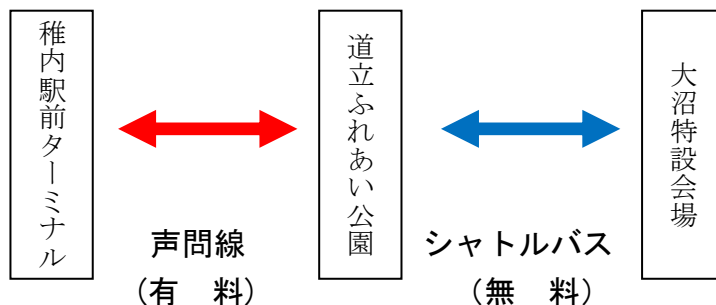 稚内駅前ターミナル
声問線
（有　料）
道立ふれあい公園
シャトルバス
（無　料）
大沼特設会場